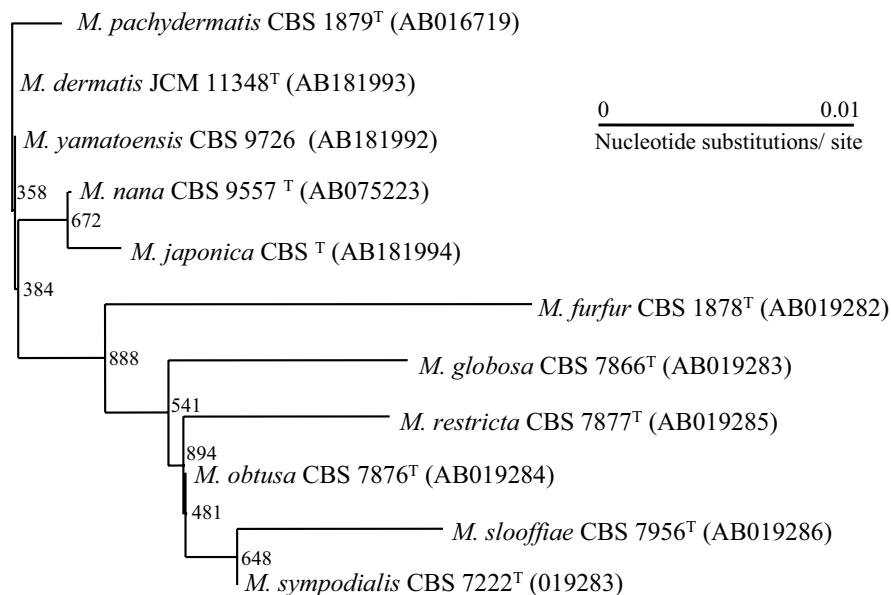 M. pachydermatis CBS 1879ᵀ (AB016719)
M. dermatis JCM 11348ᵀ (AB181993)
0 0.01
M. yamatoensis CBS 9726 (AB181992)
Nucleotide substitutions/ site
358
M. nana CBS 9557 ᵀ (AB075223)
672
M. japonica CBS ᵀ (AB181994)
384
M. furfur CBS 1878ᵀ (AB019282)
888
M. globosa CBS 7866ᵀ (AB019283)
541
M. restricta CBS 7877ᵀ (AB019285)
894
M. obtusa CBS 7876ᵀ (AB019284)
481
M. slooffiae CBS 7956ᵀ (AB019286)
648
M. sympodialis CBS 7222ᵀ (019283)